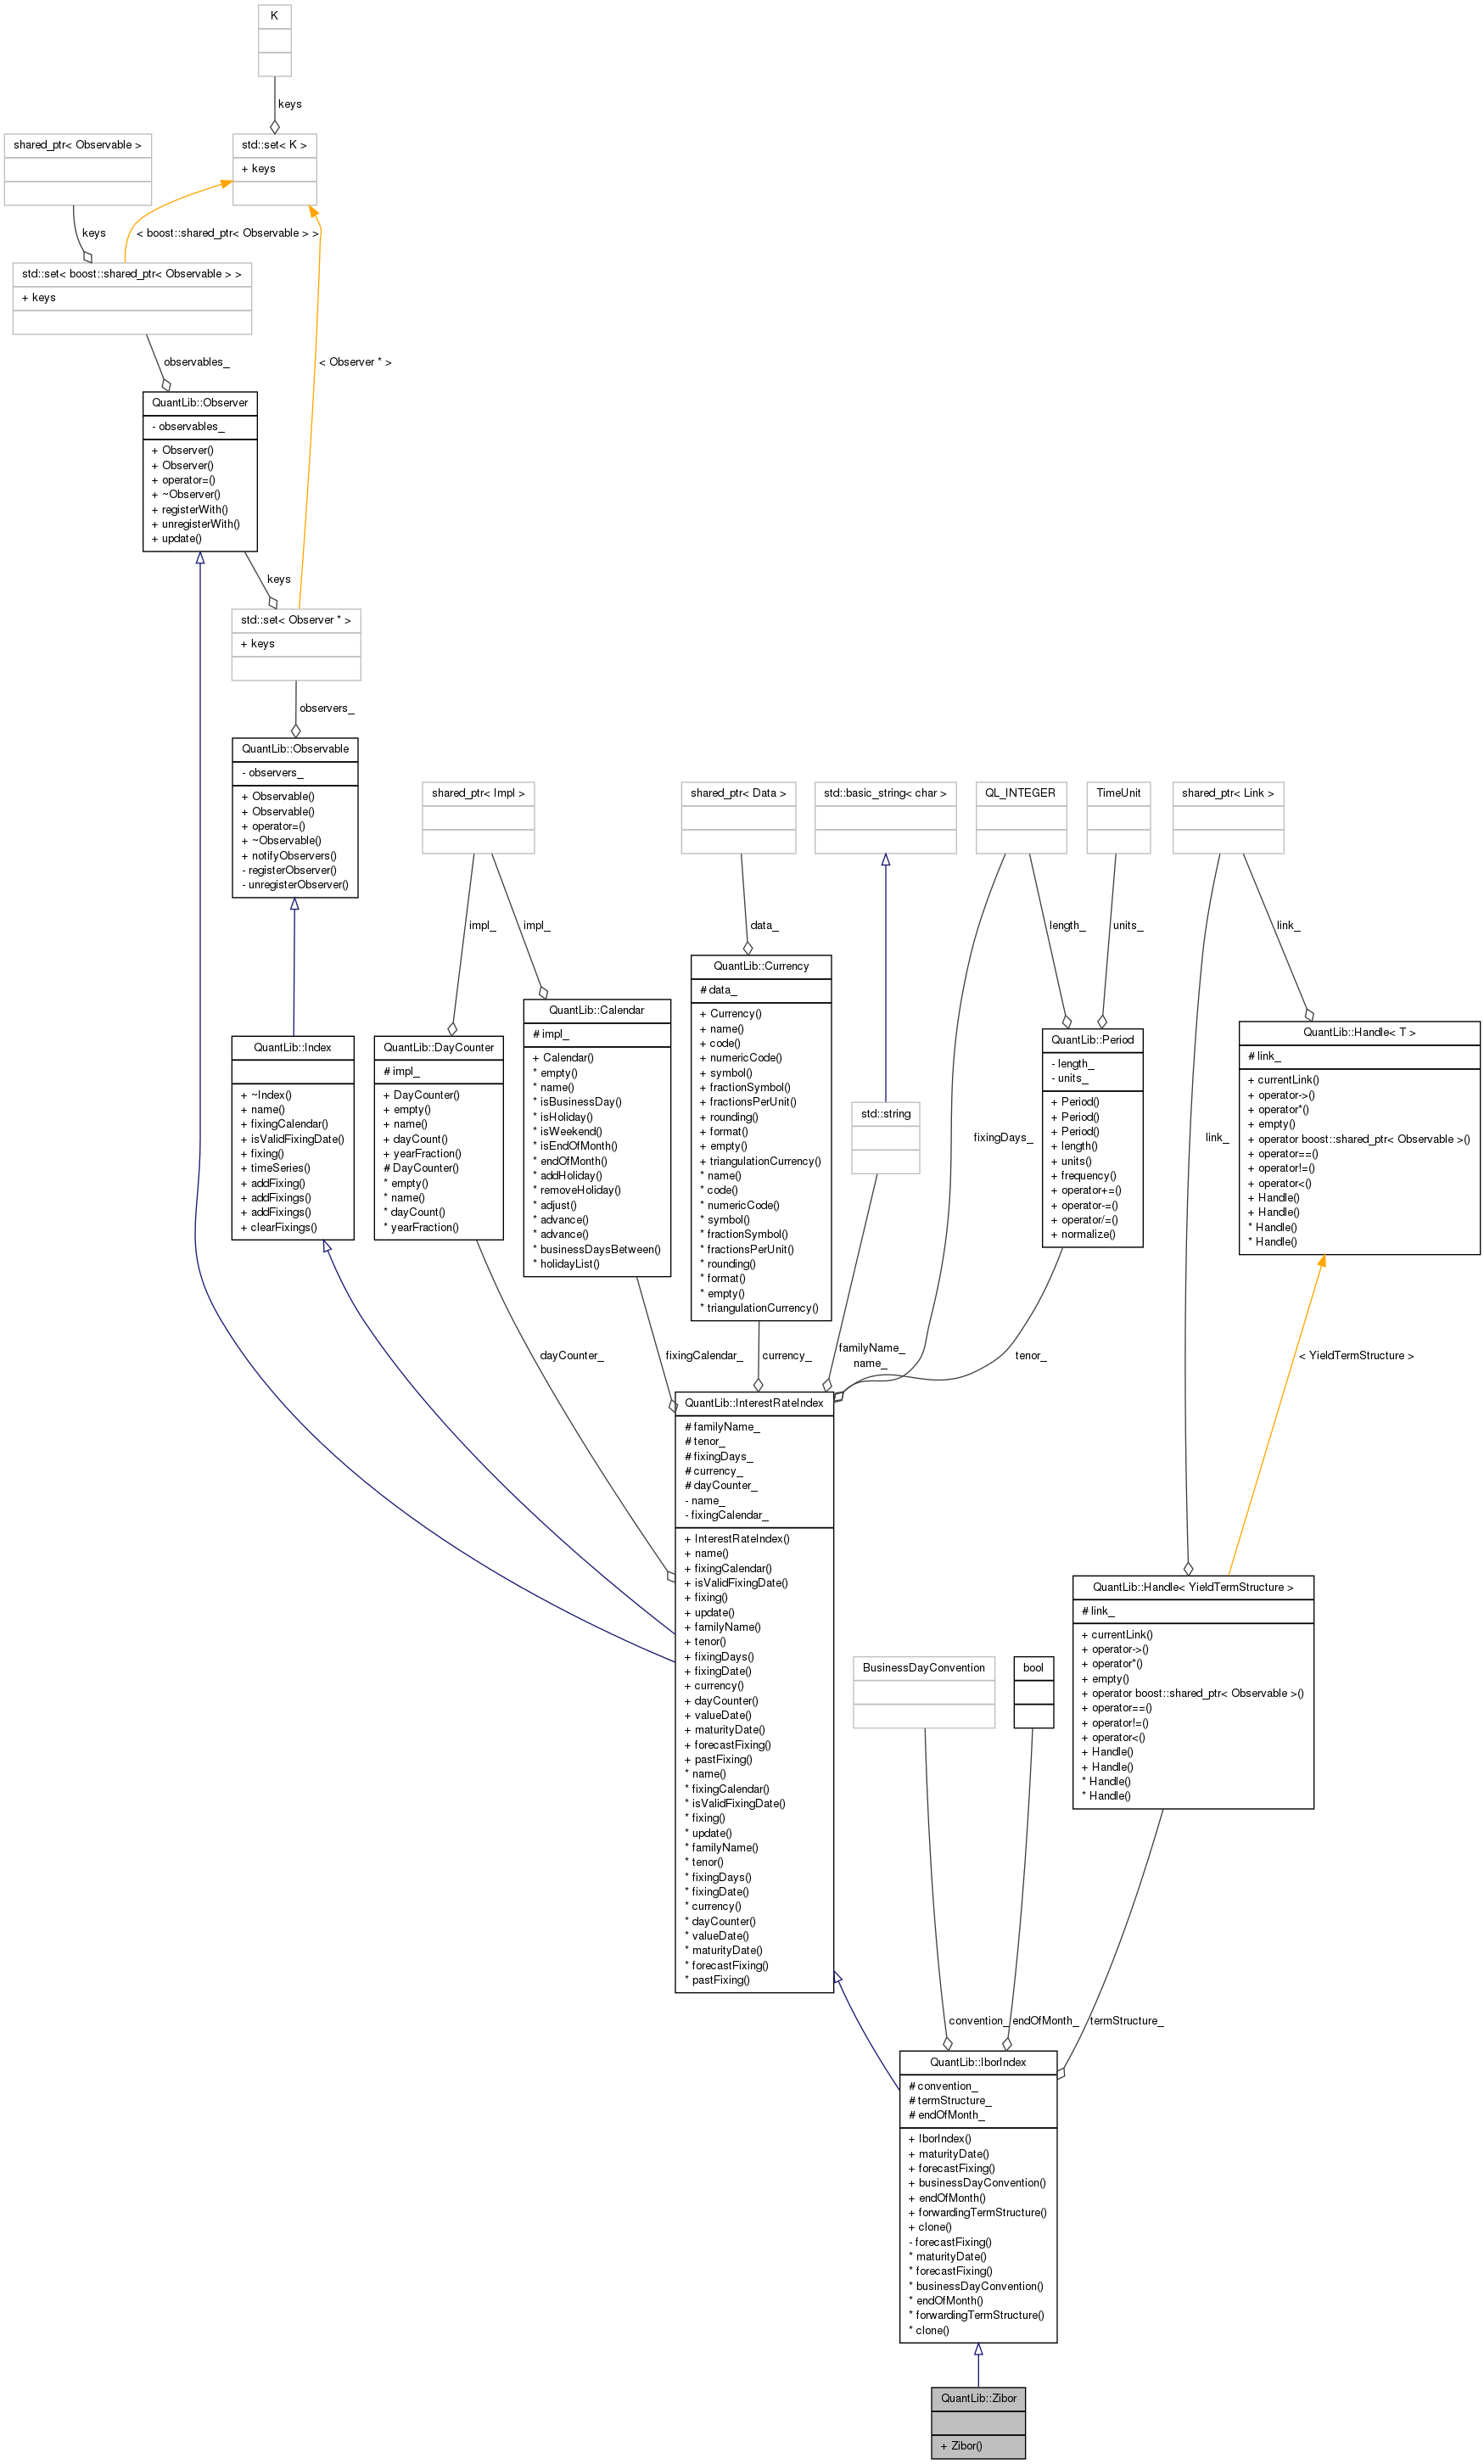 K
keys
shared_ptr< Observable >
std::set< K >
+ keys
keys
< boost::shared_ptr< Observable > >
std::set< boost::shared_ptr< Observable > >
+ keys
observables_
< Observer * >
QuantLib::Observer
- observables_
+ Observer()
+ Observer()
+ operator=()
+ ~Observer()
+ registerWith()
+ unregisterWith()
+ update()
keys
std::set< Observer * >
+ keys
observers_
QuantLib::Observable
- observers_
+ Observable()
+ Observable()
+ operator=()
+ ~Observable()
+ notifyObservers()
- registerObserver()
- unregisterObserver()
shared_ptr< Impl >
shared_ptr< Data >
std::basic_string< char >
QL_INTEGER
TimeUnit
shared_ptr< Link >
impl_
impl_
data_
length_
units_
link_
QuantLib::Index
+ ~Index()
+ name()
+ fixingCalendar()
+ isValidFixingDate()
+ fixing()
+ timeSeries()
+ addFixing()
+ addFixings()
+ addFixings()
+ clearFixings()
QuantLib::DayCounter
# impl_
+ DayCounter()
+ empty()
+ name()
+ dayCount()
+ yearFraction()
# DayCounter()
* empty()
* name()
* dayCount()
* yearFraction()
QuantLib::Calendar
# impl_
+ Calendar()
* empty()
* name()
* isBusinessDay()
* isHoliday()
* isWeekend()
* isEndOfMonth()
* endOfMonth()
* addHoliday()
* removeHoliday()
* adjust()
* advance()
* advance()
* businessDaysBetween()
* holidayList()
QuantLib::Currency
# data_
+ Currency()
+ name()
+ code()
+ numericCode()
+ symbol()
+ fractionSymbol()
+ fractionsPerUnit()
+ rounding()
+ format()
+ empty()
+ triangulationCurrency()
* name()
* code()
* numericCode()
* symbol()
* fractionSymbol()
* fractionsPerUnit()
* rounding()
* format()
* empty()
* triangulationCurrency()
std::string
fixingDays_
QuantLib::Period
- length_
- units_
+ Period()
+ Period()
+ Period()
+ length()
+ units()
+ frequency()
+ operator+=()
+ operator-=()
+ operator/=()
+ normalize()
link_
QuantLib::Handle< T >
# link_
+ currentLink()
+ operator->()
+ operator*()
+ empty()
+ operator boost::shared_ptr< Observable >()
+ operator==()
+ operator!=()
+ operator<()
+ Handle()
+ Handle()
* Handle()
* Handle()
dayCounter_
fixingCalendar_
currency_
familyName_
name_
tenor_
< YieldTermStructure >
QuantLib::InterestRateIndex
# familyName_
# tenor_
# fixingDays_
# currency_
# dayCounter_
- name_
- fixingCalendar_
+ InterestRateIndex()
+ name()
+ fixingCalendar()
+ isValidFixingDate()
+ fixing()
+ update()
+ familyName()
+ tenor()
+ fixingDays()
+ fixingDate()
+ currency()
+ dayCounter()
+ valueDate()
+ maturityDate()
+ forecastFixing()
+ pastFixing()
* name()
* fixingCalendar()
* isValidFixingDate()
* fixing()
* update()
* familyName()
* tenor()
* fixingDays()
* fixingDate()
* currency()
* dayCounter()
* valueDate()
* maturityDate()
* forecastFixing()
* pastFixing()
BusinessDayConvention
bool
QuantLib::Handle< YieldTermStructure >
# link_
+ currentLink()
+ operator->()
+ operator*()
+ empty()
+ operator boost::shared_ptr< Observable >()
+ operator==()
+ operator!=()
+ operator<()
+ Handle()
+ Handle()
* Handle()
* Handle()
convention_
endOfMonth_
termStructure_
QuantLib::IborIndex
# convention_
# termStructure_
# endOfMonth_
+ IborIndex()
+ maturityDate()
+ forecastFixing()
+ businessDayConvention()
+ endOfMonth()
+ forwardingTermStructure()
+ clone()
- forecastFixing()
* maturityDate()
* forecastFixing()
* businessDayConvention()
* endOfMonth()
* forwardingTermStructure()
* clone()
QuantLib::Zibor
+ Zibor()